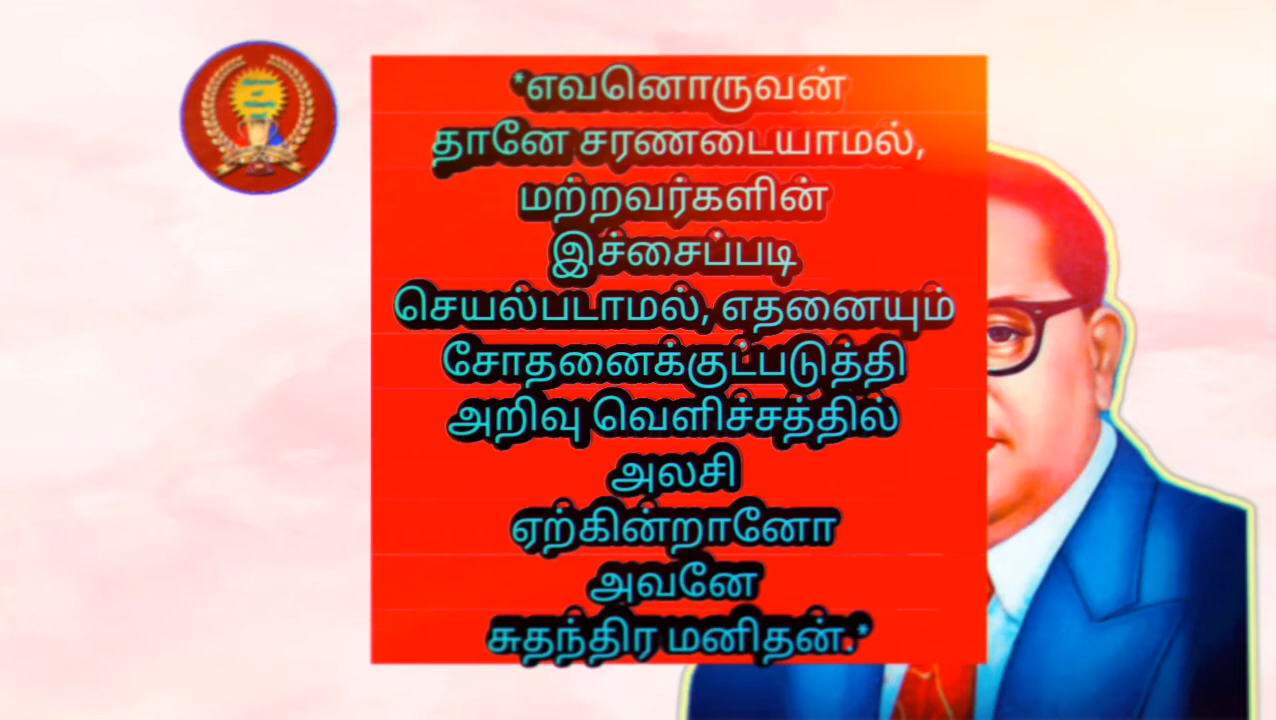 *எவனொருவன்
தானே சரணடையாமல்,
மற்றவர்களின்
இச்சைப்படி
செயல்படாமல், எதனையும்
சோதனைக்குட்படுத்தி
அறிவு வெளிச்சத்தில்
அலசி
ஏற்கின்றானோ
அவனே
சுதந்திர மனிதன்.*